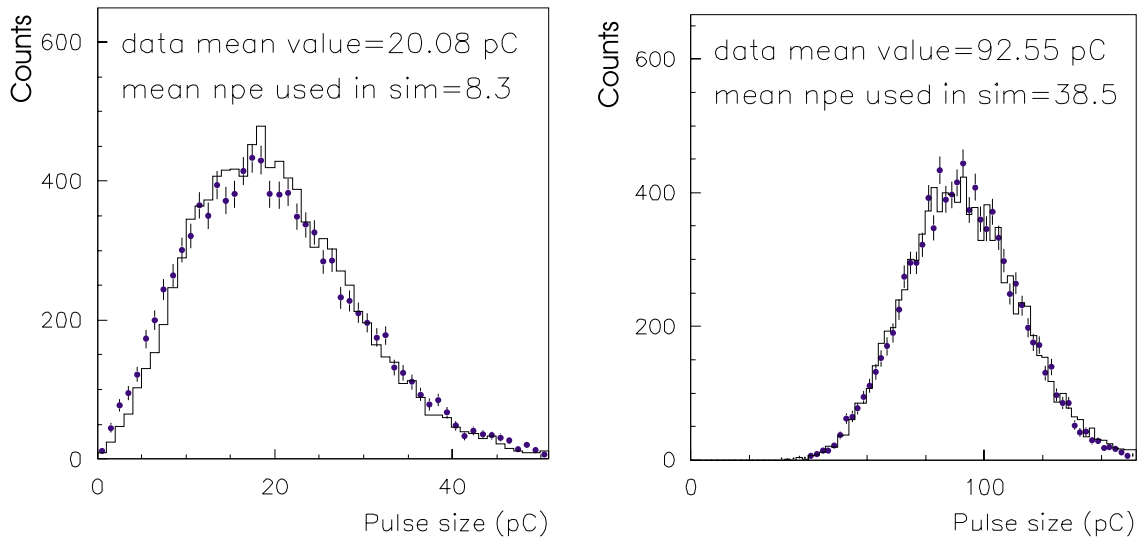 Counts
600
400
200
0
data mean value=20.08 pC
mean npe used in sim=8.3
0
20
40
Pulse size (pC)
Counts
600
400
200
0
data mean value=92.55 pC
mean npe used in sim=38.5
0
100
Pulse size (pC)